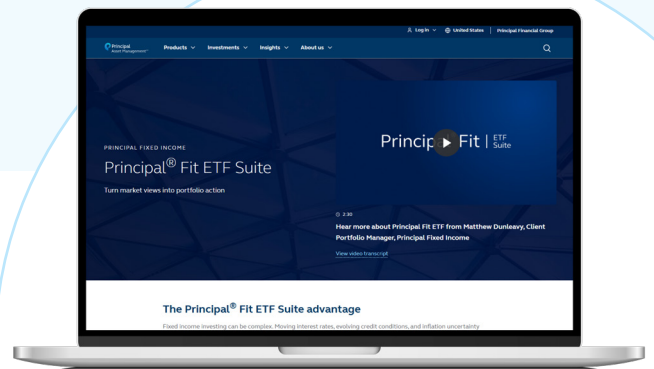 Log in
United States
Principal Financial Group
Principal
Asset Management
Products
Investments
Insights
About us
PRINCIPAL FIXED INCOME
Principal® Fit ETF Suite
Turn market views into portfolio action
Fit | ETF
Suite
2:30
Hear more about Principal Fit ETF from Matthew Dunleavy, Client
Portfolio Manager, Principal Fixed Income
View video transcript
The Principal® Fit ETF Suite advantage
Fixed income investing can be complex. Moving interest rates, evolving credit conditions, and inflation uncertainty